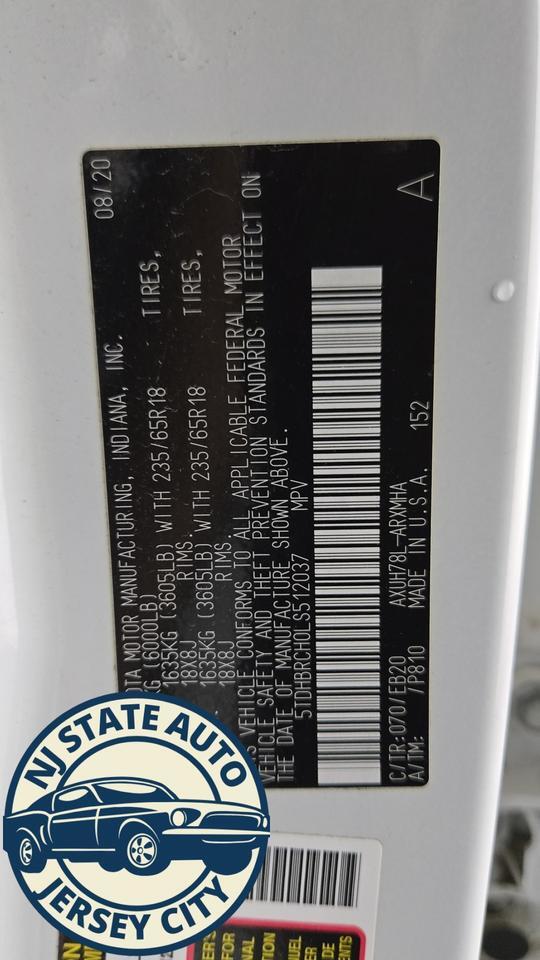 08/20
TA MOTOR MANUFACTURING, INDIANA, INC.
KG (6000LB)
1635KG (3605LB) WITH 235/65R18 TIRES,
18X8J RIMS.
1635KG (3605LB) WITH 235/65R18 TIRES,
18X8J RIMS.
VEHICLE CONFORMS TO ALL APPLICABLE FEDERAL MOTOR
VEHICLE SAFETY AND THEFT PREVENTION STANDARDS IN EFFECT ON
THE DATE OF MANUFACTURE SHOWN ABOVE.
5TDHBRCH0LS512037 MPV
C/TR:070/EB20 AXUH78L-ARXMHA 152
A/TM: /P810 MADE IN U.S.A.
A
NJ STATE AUTO
JERSEY CITY